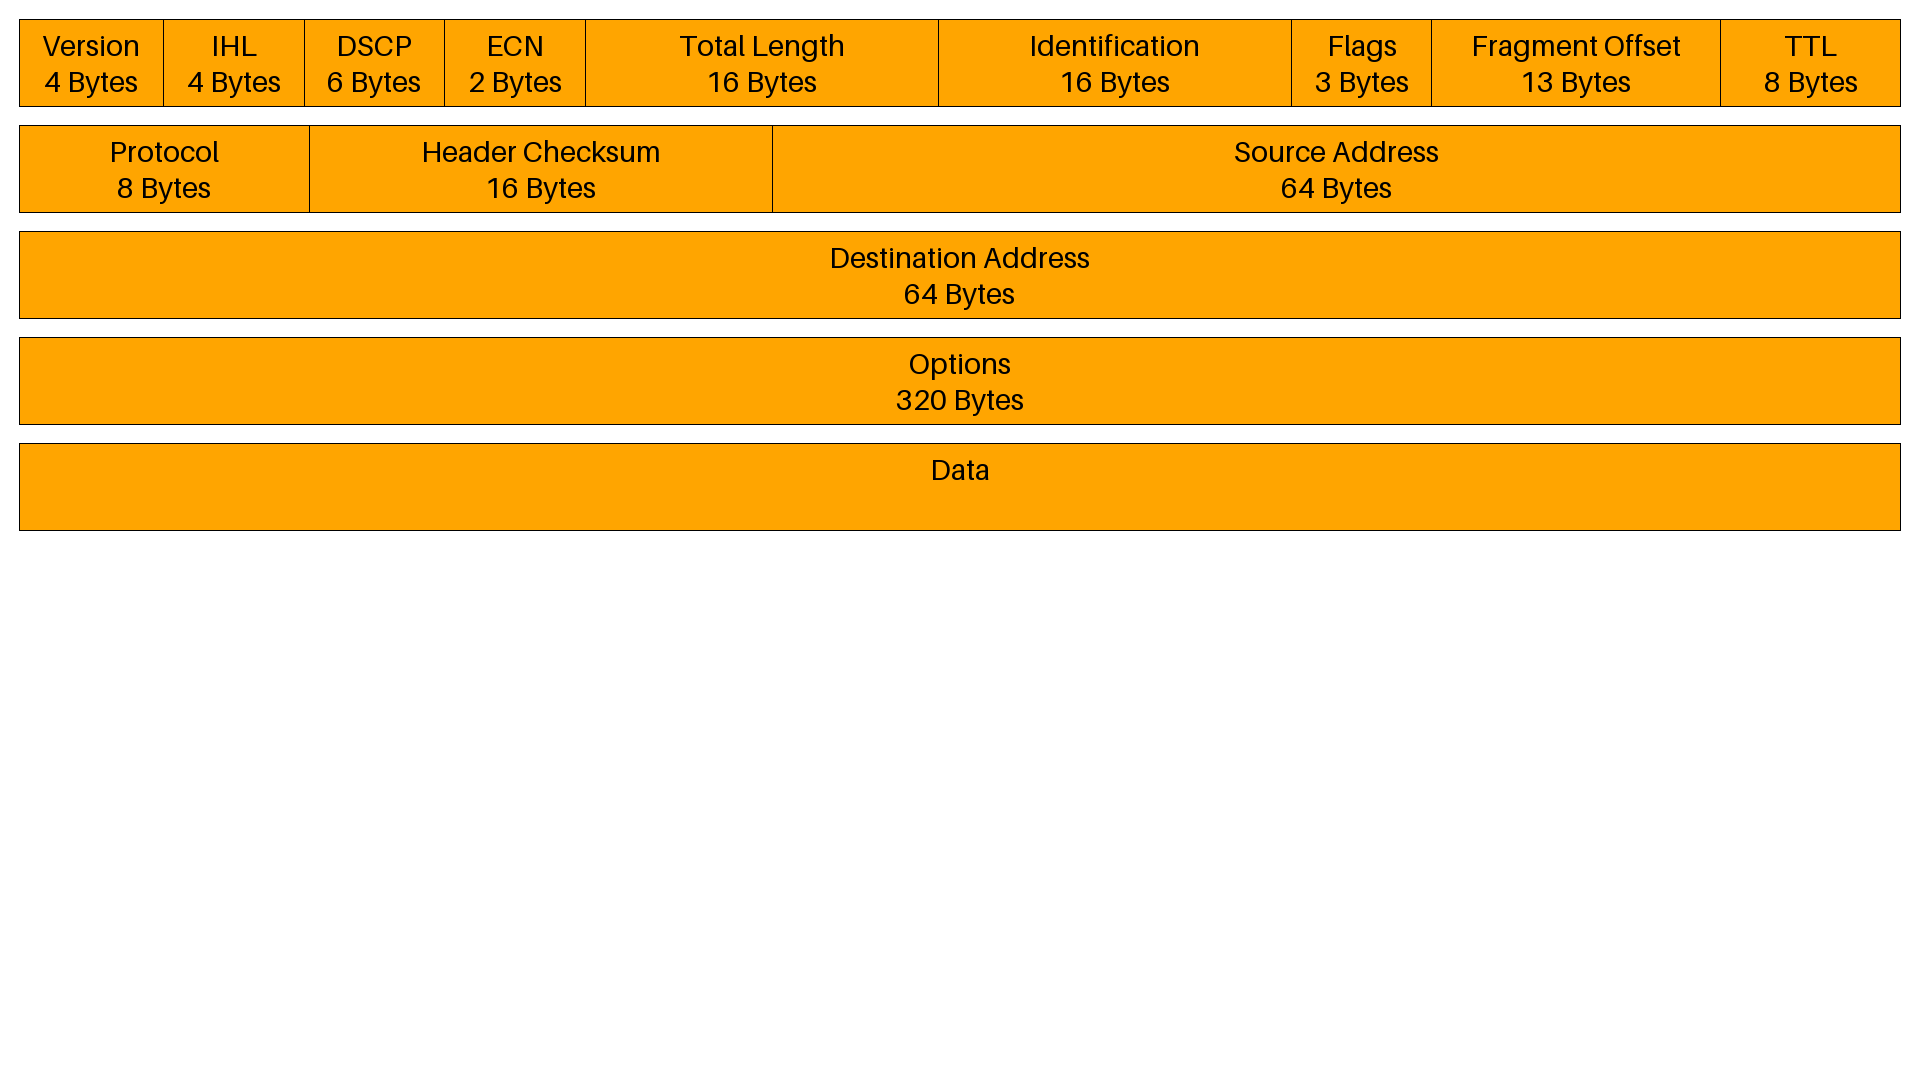 Version
4 Bytes
IHL
4 Bytes
DSCP
6 Bytes
ECN
2 Bytes
Total Length
16 Bytes
Identification
16 Bytes
Flags
3 Bytes
Fragment Offset
13 Bytes
TTL
8 Bytes
Protocol
8 Bytes
Header Checksum
16 Bytes
Source Address
64 Bytes
Destination Address
64 Bytes
Options
320 Bytes
Data